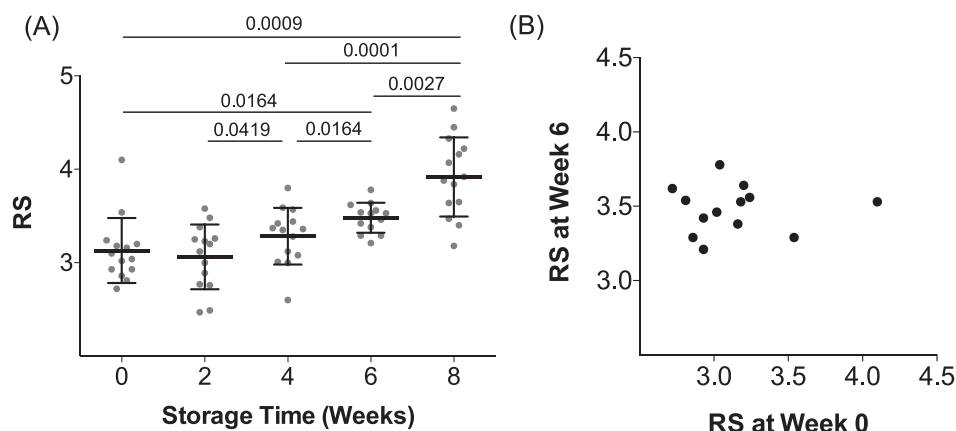 (A)
0.0009
0.0001
0.0027
0.0164
0.0419
0.0164
5
4
3
2
RS
0 2 4 6 8
Storage Time (Weeks)
(B)
4.5
4.0
3.5
3.0
RS at Week 6
3.0 3.5 4.0 4.5
RS at Week 0